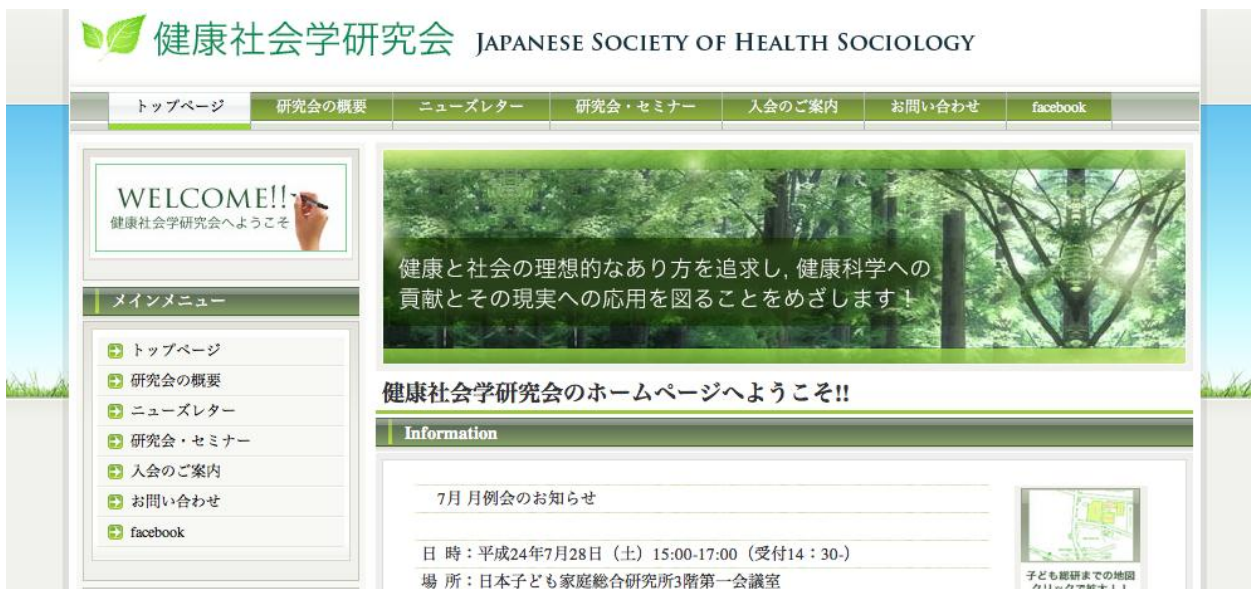 健康社会学研究会 JAPANESE SOCIETY OF HEALTH SOCIOLOGY
トップページ 研究会の概要 ニューズレター 研究会・セミナー 入会のご案内 お問い合わせ facebook
WELCOME!!
健康社会学研究会へようこそ
メインメニュー
トップページ
研究会の概要
ニューズレター
研究会・セミナー
入会のご案内
お問い合わせ
facebook
健康と社会の理想的なあり方を追求し, 健康科学への
貢献とその現実への応用を図ることをめざします！
健康社会学研究会のホームページへようこそ!!
Information
7月 月例会のお知らせ
日 時：平成24年7月28日（土）15:00-17:00（受付14：30-）
場 所：日本子ども家庭総合研究所3階第一会議室
子ども総研までの地図